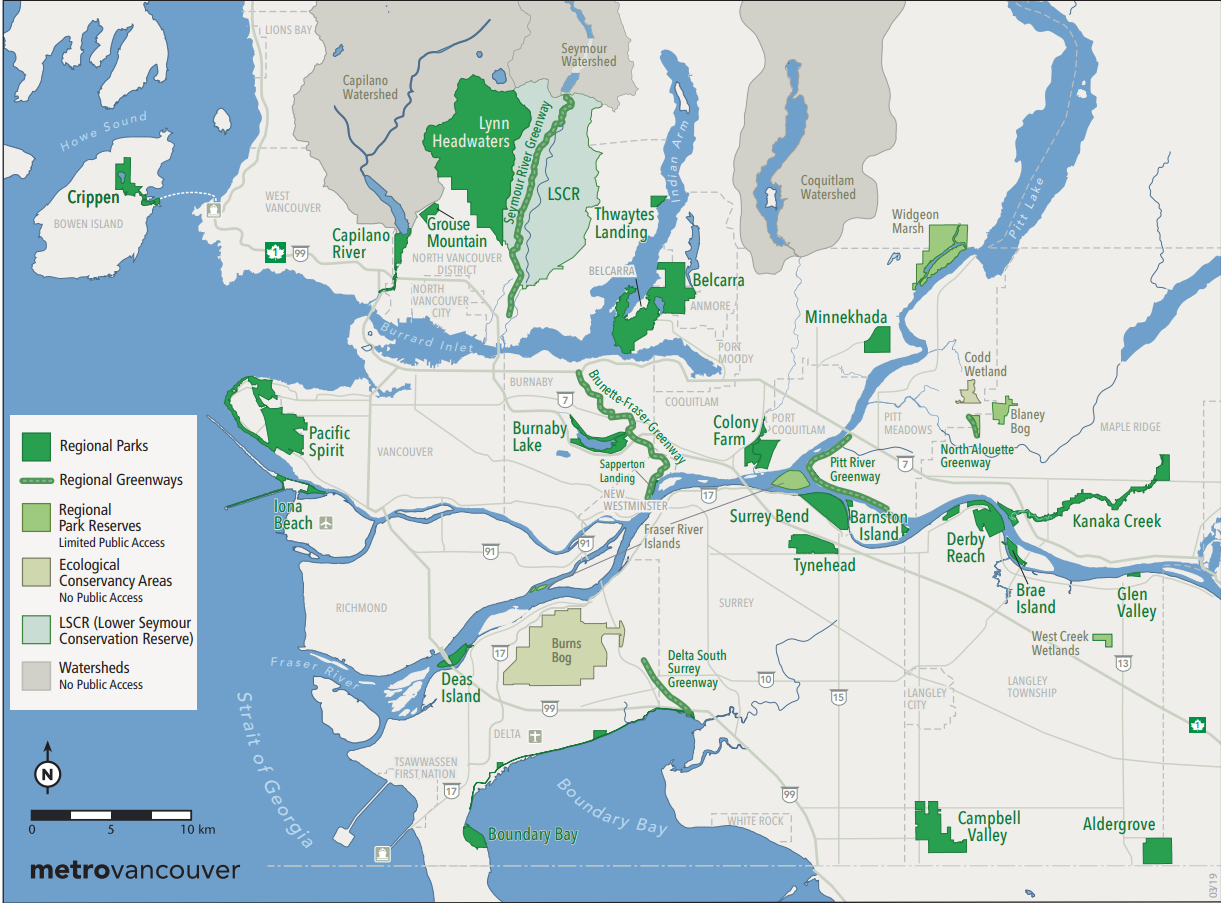 LIONS BAY
Seymour
Watershed
Capilano
Watershed
Howe Sound
Lynn
Headwaters
Seymour River Greenway
LSCR
Indian Arm
Coquitlam
Watershed
Pitt Lake
Crippen
BOWEN ISLAND
WEST
VANCOUVER
1
99
Capilano
River
Grouse
Mountain
NORTH VANCOUVER
DISTRICT
NORTH
VANCOUVER
CITY
Thwaytes
Landing
Widgeon
Marsh
BELCARRA
Belcarra
ANMORE
Burrard Inlet
PORT
MOODY
Minnekhada
Codd
Wetland
Blaney
Bog
North Alouette
Greenway
MAPLE RIDGE
BURNABY
7
Brunette-Fraser Greenway
COQUITLAM
Colony
Farm
PORT
COQUITLAM
PITT
MEADOWS
7
Pitt River
Greenway
Burnaby
Lake
Sapperton
Landing
NEW
WESTMINSTER
17
Pacific
Spirit
VANCOUVER
Iona
Beach
Fraser River
Islands
Surrey Bend
Barnston
Island
Tynehead
Derby
Reach
Kanaka Creek
Brae
Island
Glen
Valley
West Creek
Wetlands
13
91
91
RICHMOND
SURREY
Fraser River
17
Burns
Bog
Deas
Island
Delta South
Surrey
Greenway
10
15
LANGLEY
CITY
LANGLEY
TOWNSHIP
1
99
DELTA
TSAWWASSEN
FIRST NATION
17
Strait of Georgia
Boundary Bay
Boundary Bay
99
WHITE ROCK
Campbell
Valley
Aldergrove
Regional Parks
Regional Greenways
Regional
Park Reserves
Limited Public Access
Ecological
Conservancy Areas
No Public Access
LSCR (Lower Seymour
Conservation Reserve)
Watersheds
No Public Access
N
0 5 10 km
metrovancouver
03/19